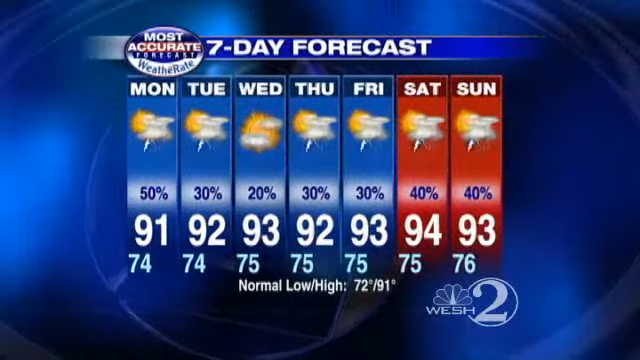 MOST
ACCURATE
FORECAST
WeatheRate
7-DAY FORECAST
MON TUE WED THU FRI SAT SUN
50% 30% 20% 30% 30% 40% 40%
91 92 93 92 93 94 93
74 74 75 75 75 75 76
Normal Low/High: 72°/91°
WESH 2